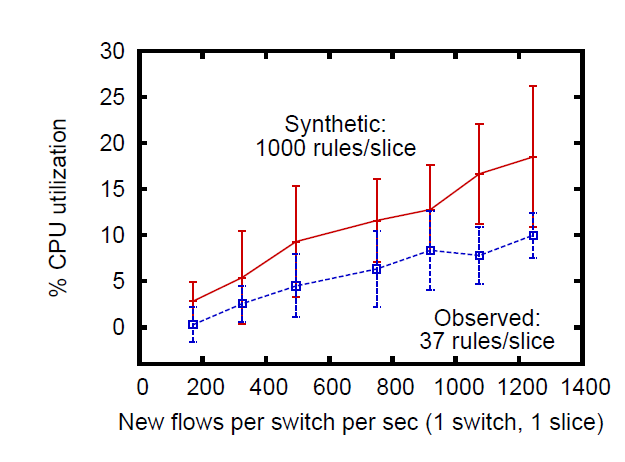 30
25
20
15
10
5
0
% CPU utilization
Synthetic:
1000 rules/slice
Observed:
37 rules/slice
0 200 400 600 800 1000 1200 1400
New flows per switch per sec (1 switch, 1 slice)